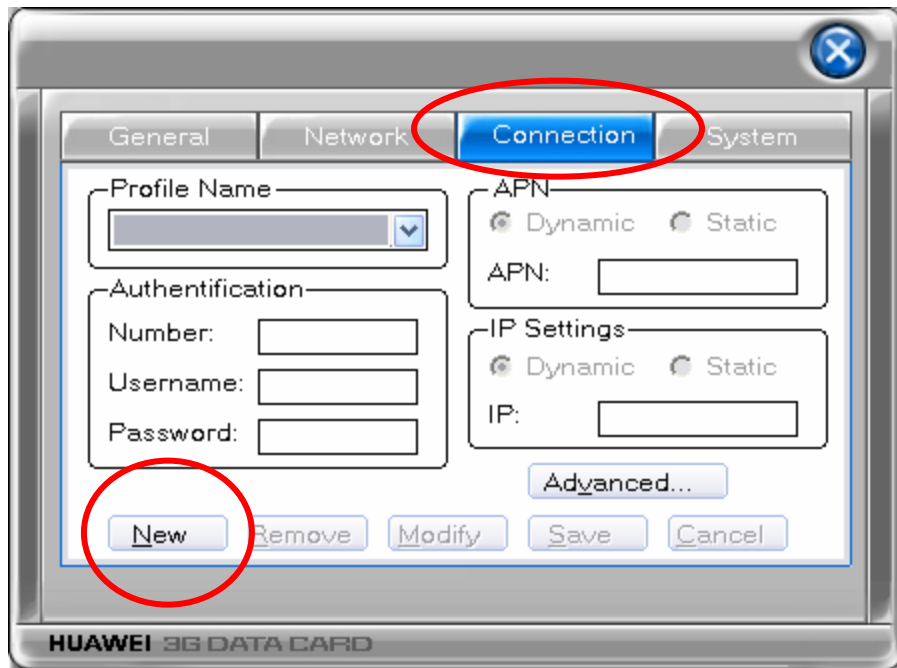 General Network Connection System
Profile Name
Authentification
Number:
Username:
Password:
APN
Dynamic Static
APN:
IP Settings
Dynamic Static
IP:
Advanced...
New Remove Modify Save Cancel
HUAWEI 3G DATA CARD